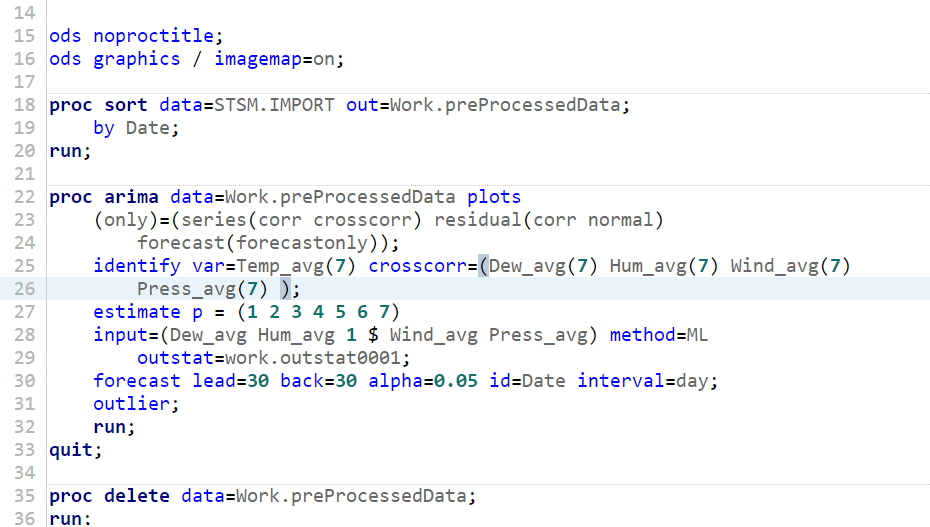 14
15 ods noproctitle;
16 ods graphics / imagemap=on;
17
18 proc sort data=STSM.IMPORT out=Work.preProcessedData;
19     by Date;
20 run;
21
22 proc arima data=Work.preProcessedData plots
23     (only)=(series(corr crosscorr) residual(corr normal)
24         forecast(forecastonly));
25     identify var=Temp_avg(7) crosscorr=(Dew_avg(7) Hum_avg(7) Wind_avg(7)
26         Press_avg(7) );
27     estimate p = (1 2 3 4 5 6 7)
28     input=(Dew_avg Hum_avg 1 $ Wind_avg Press_avg) method=ML
29         outstat=work.outstat0001;
30     forecast lead=30 back=30 alpha=0.05 id=Date interval=day;
31     outlier;
32     run;
33 quit;
34
35 proc delete data=Work.preProcessedData;
36 run;